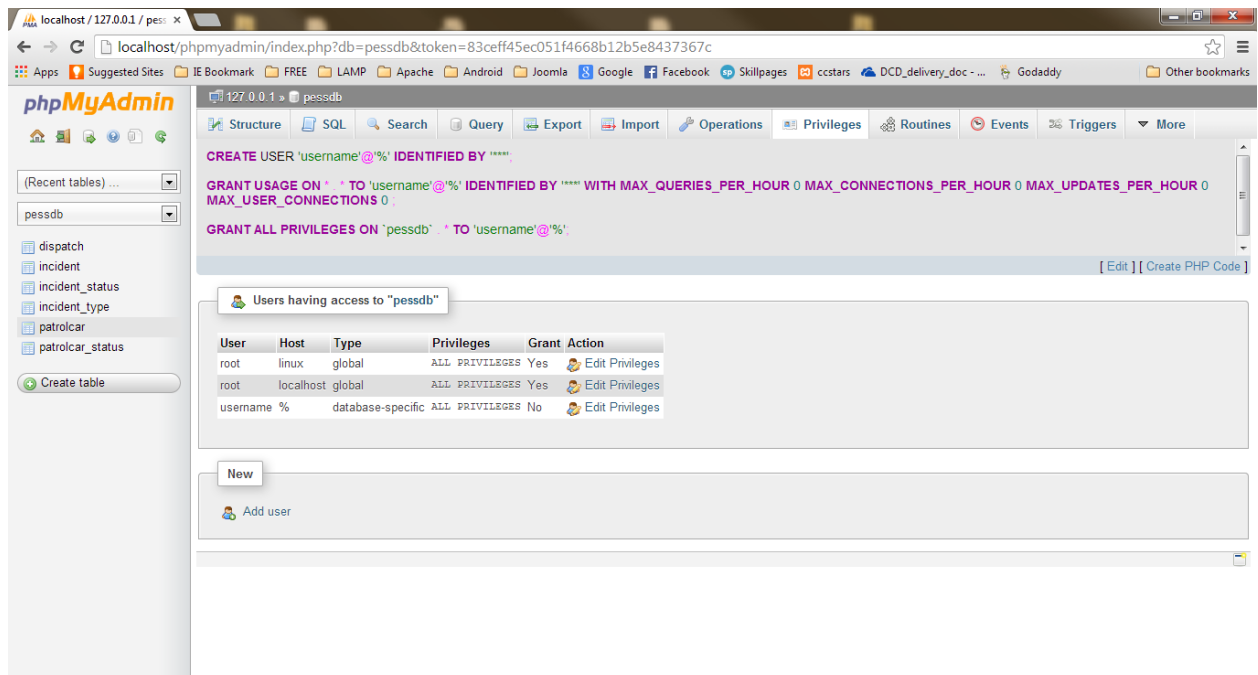 localhost / 127.0.0.1 / pess ×
localhost/phpmyadmin/index.php?db=pessdb&token=83ceff45ec051f4668b12b5e8437367c
Apps Suggested Sites IE Bookmark FREE LAMP Apache Android Joomla Google Facebook Skillpages ccstars DCD_delivery_doc - ... Godaddy Other bookmarks
phpMyAdmin
127.0.0.1 » pessdb
Structure SQL Search Query Export Import Operations Privileges Routines Events Triggers More
(Recent tables) ...
pessdb
dispatch
incident
incident_status
incident_type
patrolcar
patrolcar_status
Create table
CREATE USER 'username'@'%' IDENTIFIED BY '***';
GRANT USAGE ON * . * TO 'username'@'%' IDENTIFIED BY '***' WITH MAX_QUERIES_PER_HOUR 0 MAX_CONNECTIONS_PER_HOUR 0 MAX_UPDATES_PER_HOUR 0
MAX_USER_CONNECTIONS 0 ;
GRANT ALL PRIVILEGES ON `pessdb` . * TO 'username'@'%';
[ Edit ] [ Create PHP Code ]
Users having access to "pessdb"
User Host Type Privileges Grant Action
root linux global ALL PRIVILEGES Yes Edit Privileges
root localhost global ALL PRIVILEGES Yes Edit Privileges
username % database-specific ALL PRIVILEGES No Edit Privileges
New
Add user